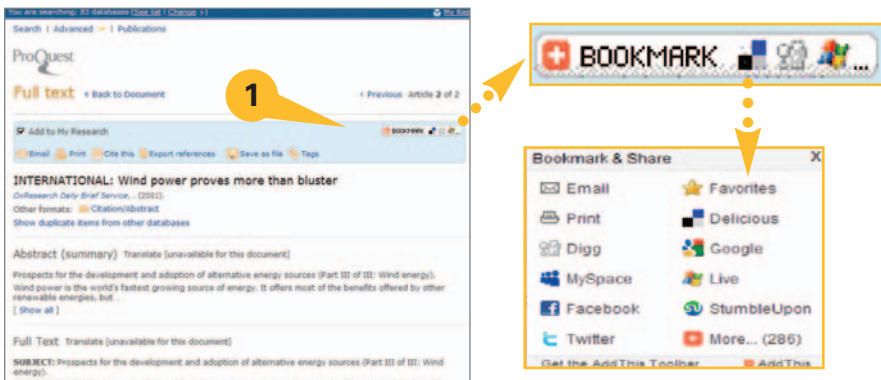 You are searching: 83 databases (See list | Change >)
My Res
Search | Advanced | Publications
ProQuest
Full text < Back to Document
< Previous Article 2 of 2
1
Add to My Research
BOOKMARK ...
Email Print Cite this Export references Save as file Tags
INTERNATIONAL: Wind power proves more than bluster
OxResearch Daily Brief Service, . (2001).
Other formats: Citation/Abstract
Show duplicate items from other databases
Abstract (summary) Translate [unavailable for this document]
Prospects for the development and adoption of alternative energy sources (Part III of III: Wind energy).
Wind power is the world's fastest growing source of energy. It offers most of the benefits offered by other
renewable energies, but...
[ Show all ]
Full Text Translate [unavailable for this document]
SUBJECT: Prospects for the development and adoption of alternative energy sources (Part III of III: Wind
energy).
BOOKMARK ...
Bookmark & Share X
Email Favorites
Print Delicious
Digg Google
MySpace Live
Facebook StumbleUpon
Twitter More... (286)
Get the AddThis Toolbar AddThis